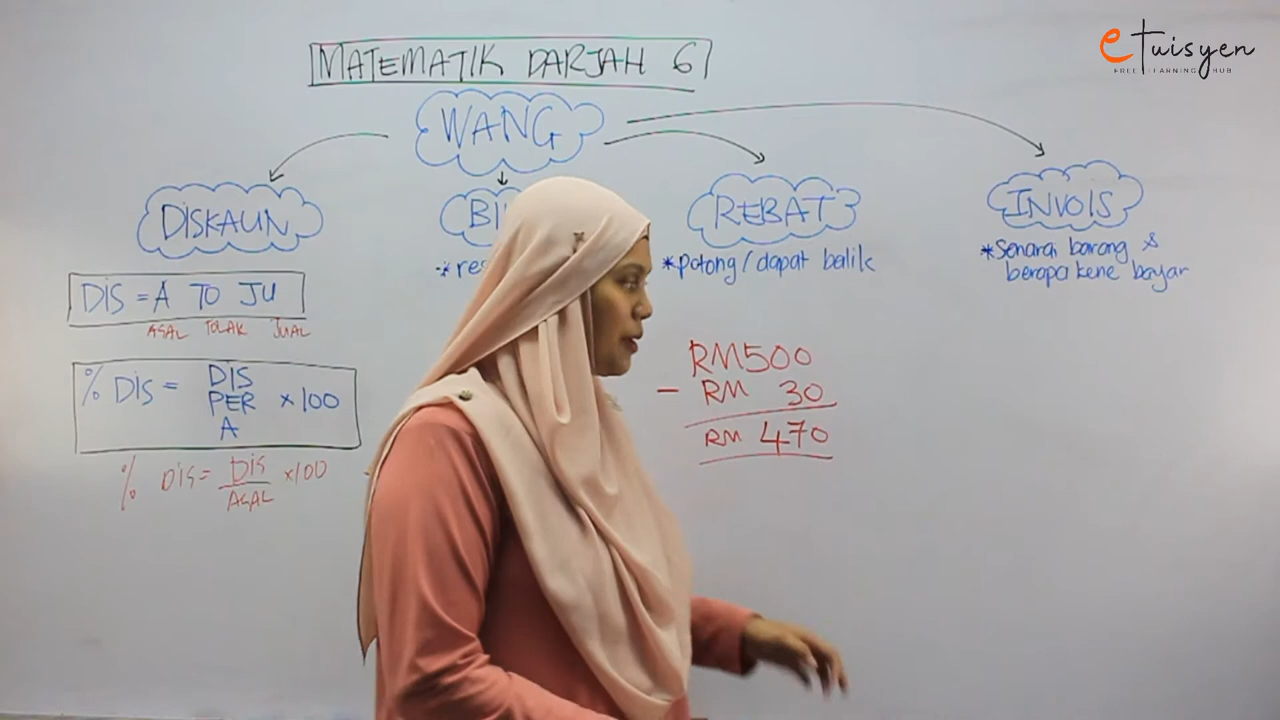 eTuisyen
FREE LEARNING HUB
MATEMATIK DARJAH 6
WANG
DISKAUN
REBAT
INVOIS
*potong/dapat balik
*Senarai barang &
berapa kene bayar
DIS = A TO JU
ASAL TOLAK JUAL
% DIS = DIS
PER ×100
A
% DIS = DIS ×100
ASAL
RM500
- RM 30
RM 470